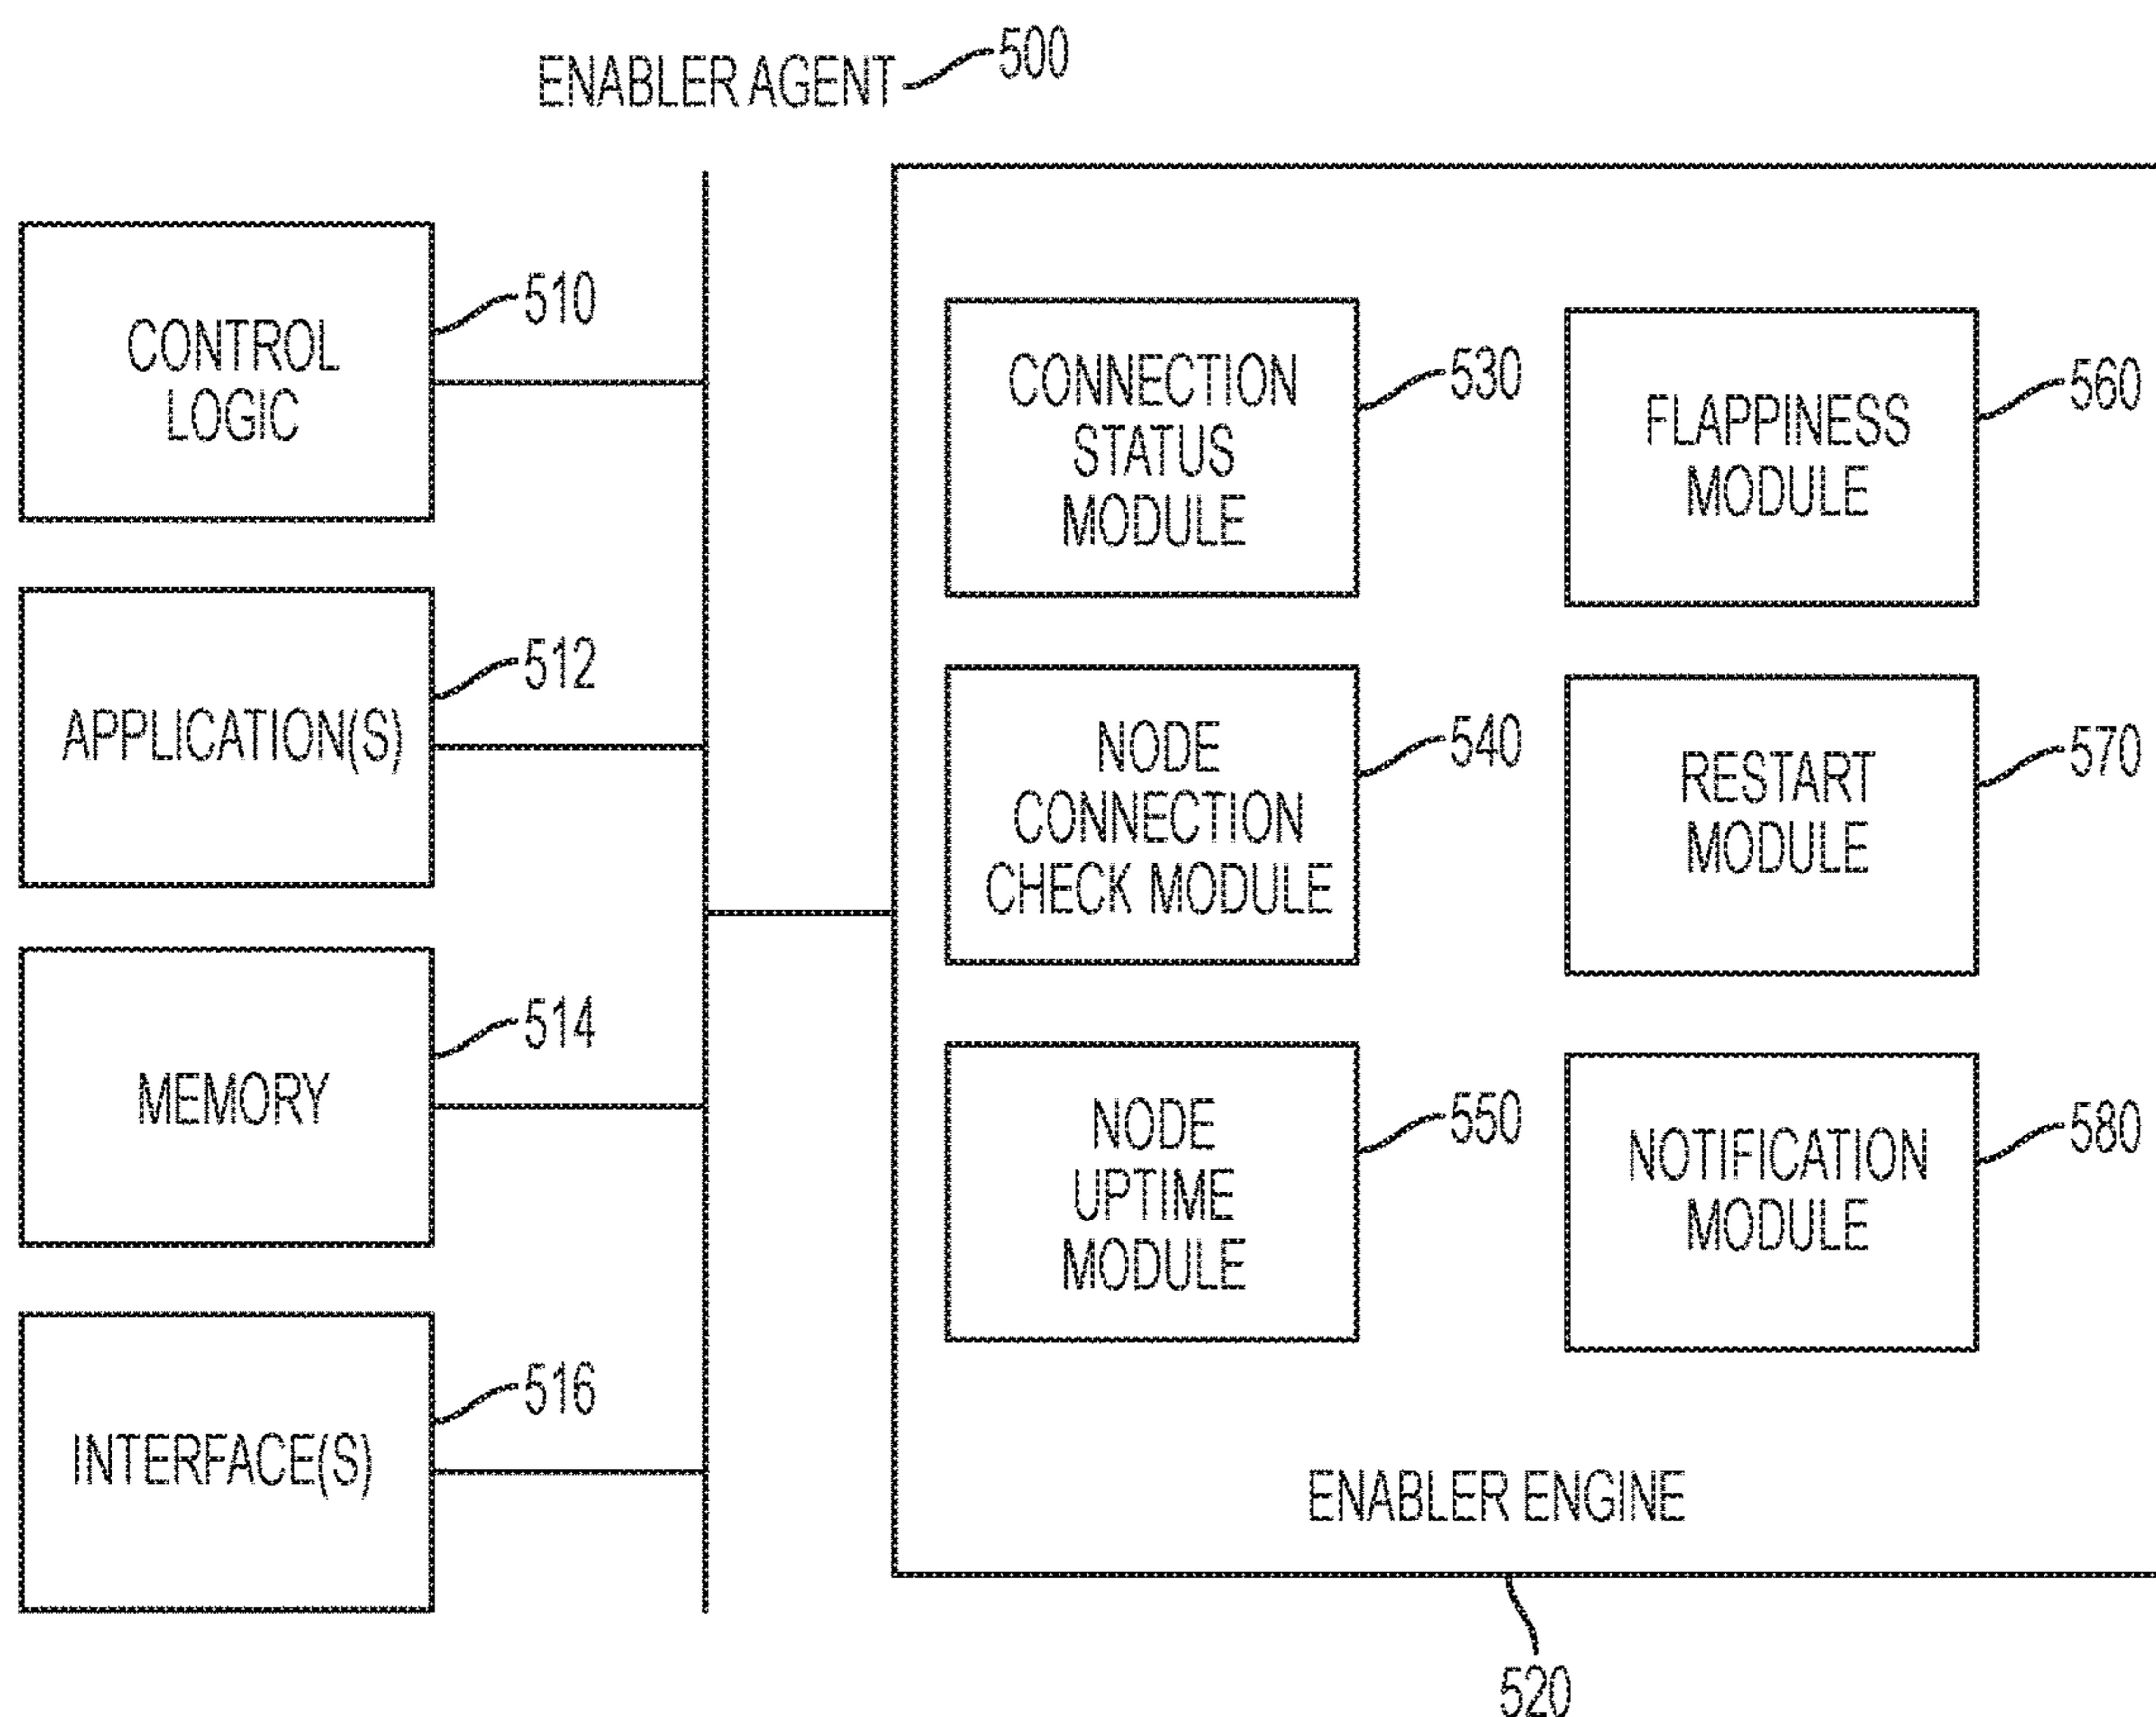 ENABLER AGENT 500
CONTROL
LOGIC
510
APPLICATION(S)
512
MEMORY
514
INTERFACE(S)
516
CONNECTION
STATUS
MODULE
530
NODE
CONNECTION
CHECK MODULE
540
NODE
UPTIME
MODULE
550
FLAPPINESS
MODULE
560
RESTART
MODULE
570
NOTIFICATION
MODULE
580
ENABLER ENGINE
520